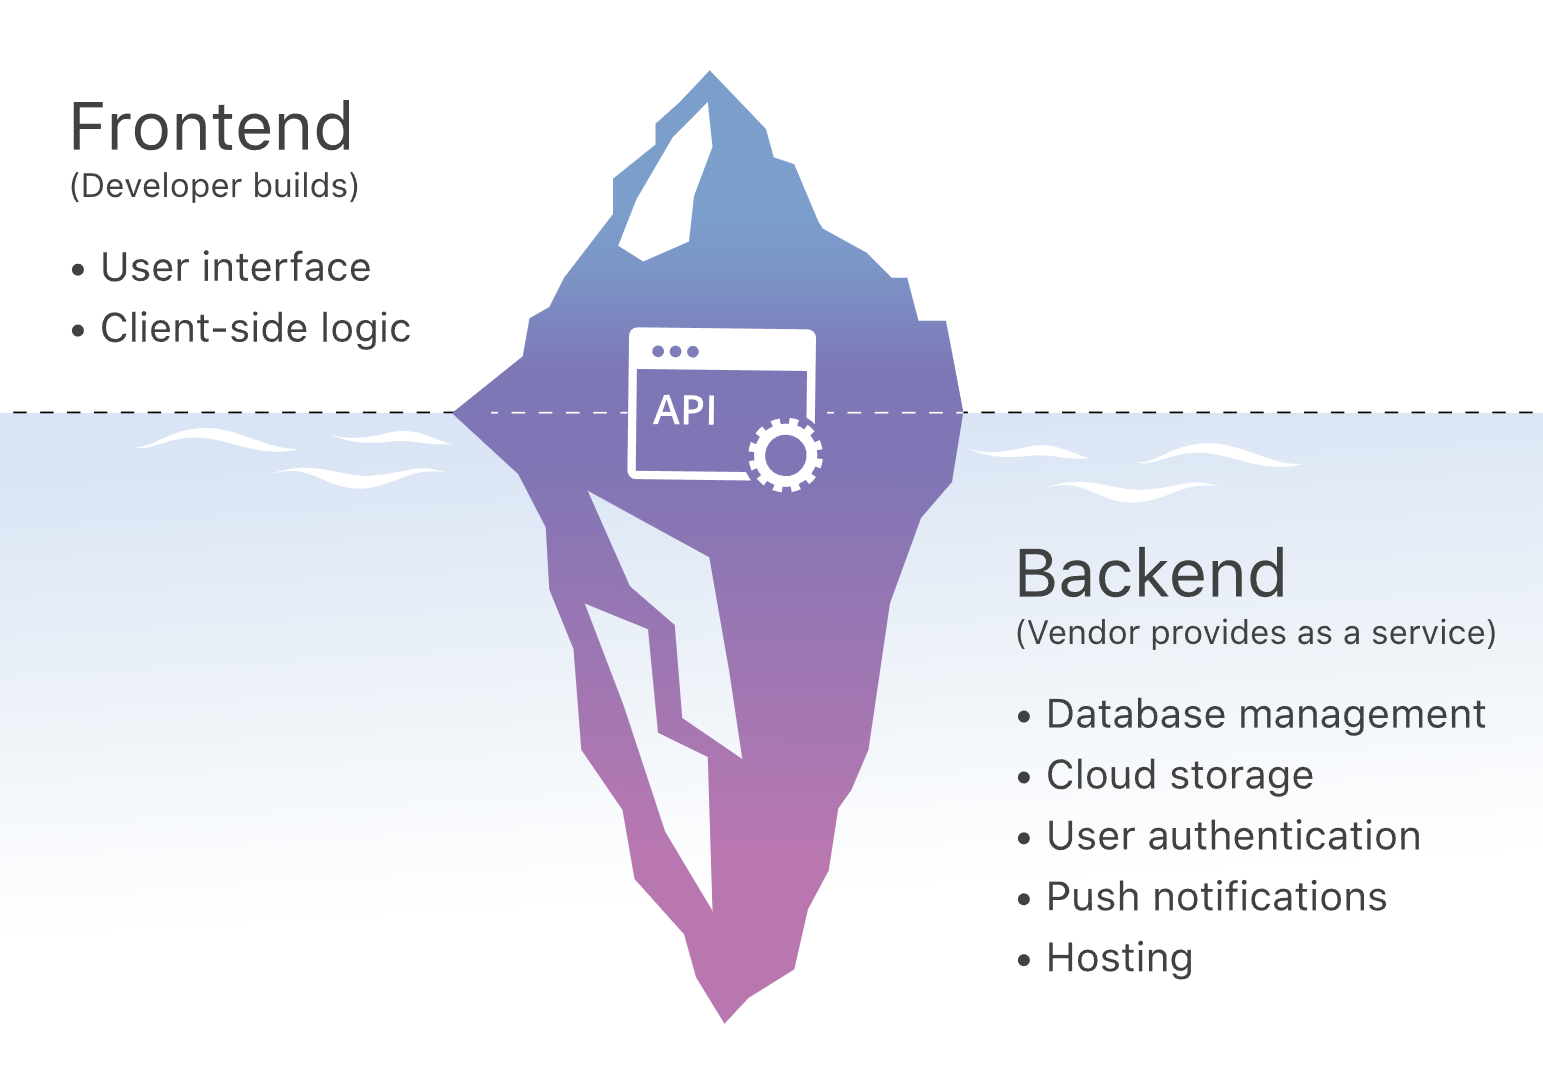 Frontend
(Developer builds)
• User interface
• Client-side logic
API
Backend
(Vendor provides as a service)
• Database management
• Cloud storage
• User authentication
• Push notifications
• Hosting